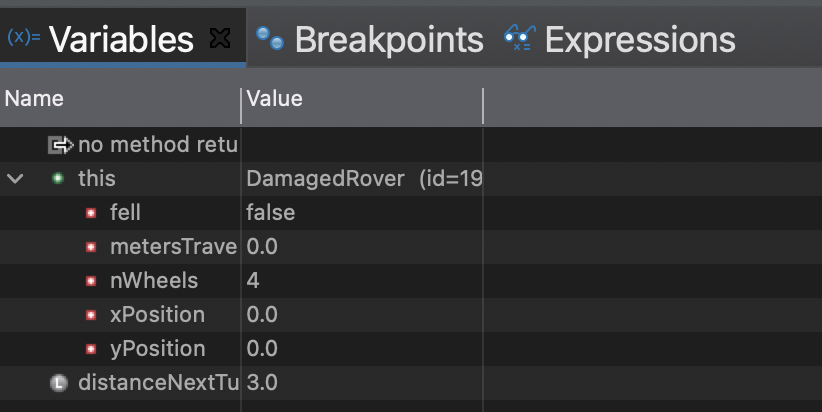 (x)= Variables Breakpoints Expressions
Name Value
no method retu
this DamagedRover (id=19
fell false
metersTrave 0.0
nWheels 4
xPosition 0.0
yPosition 0.0
L distanceNextTu 3.0